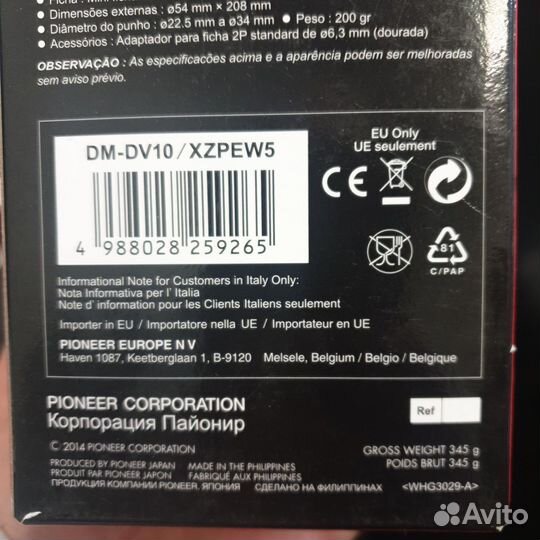 • Dimensões externas : ø54 mm × 208 mm
• Diâmetro do punho : ø22.5 mm a ø34 mm • Peso : 200 gr
• Acessórios : Adaptador para ficha 2P standard de ø6,3 mm (dourada)
OBSERVAÇÃO : As especificacões acima e a aparência podem ser melhoradas
sem aviso prévio.
DM-DV10/XZPEW5
4 988028 259265
EU Only
UE seulement
CE
81
C/PAP
Informational Note for Customers in Italy Only:
Nota Informativa per l' Italia
Note d' information pour les Clients Italiens seulement
Importer in EU / Importatore nella UE / Importateur en UE
PIONEER EUROPE N V
Haven 1087, Keetberglaan 1, B-9120 Melsele, Belgium / Belgio / Belgique
PIONEER CORPORATION
Корпорация Пайонир
Ref
© 2014 PIONEER CORPORATION
PRODUCED BY PIONEER JAPAN MADE IN THE PHILIPPINES
PRODUIT PAR PIONEER JAPON FABRIQUÉ AUX PHILIPPINES
ПРОДУКЦИЯ КОМПАНИИ PIONEER. ЯПОНИЯ СДЕЛАНО НА ФИЛИППИНАХ
GROSS WEIGHT 345 g
POIDS BRUT 345 g
<WHG3029-A>
Avito